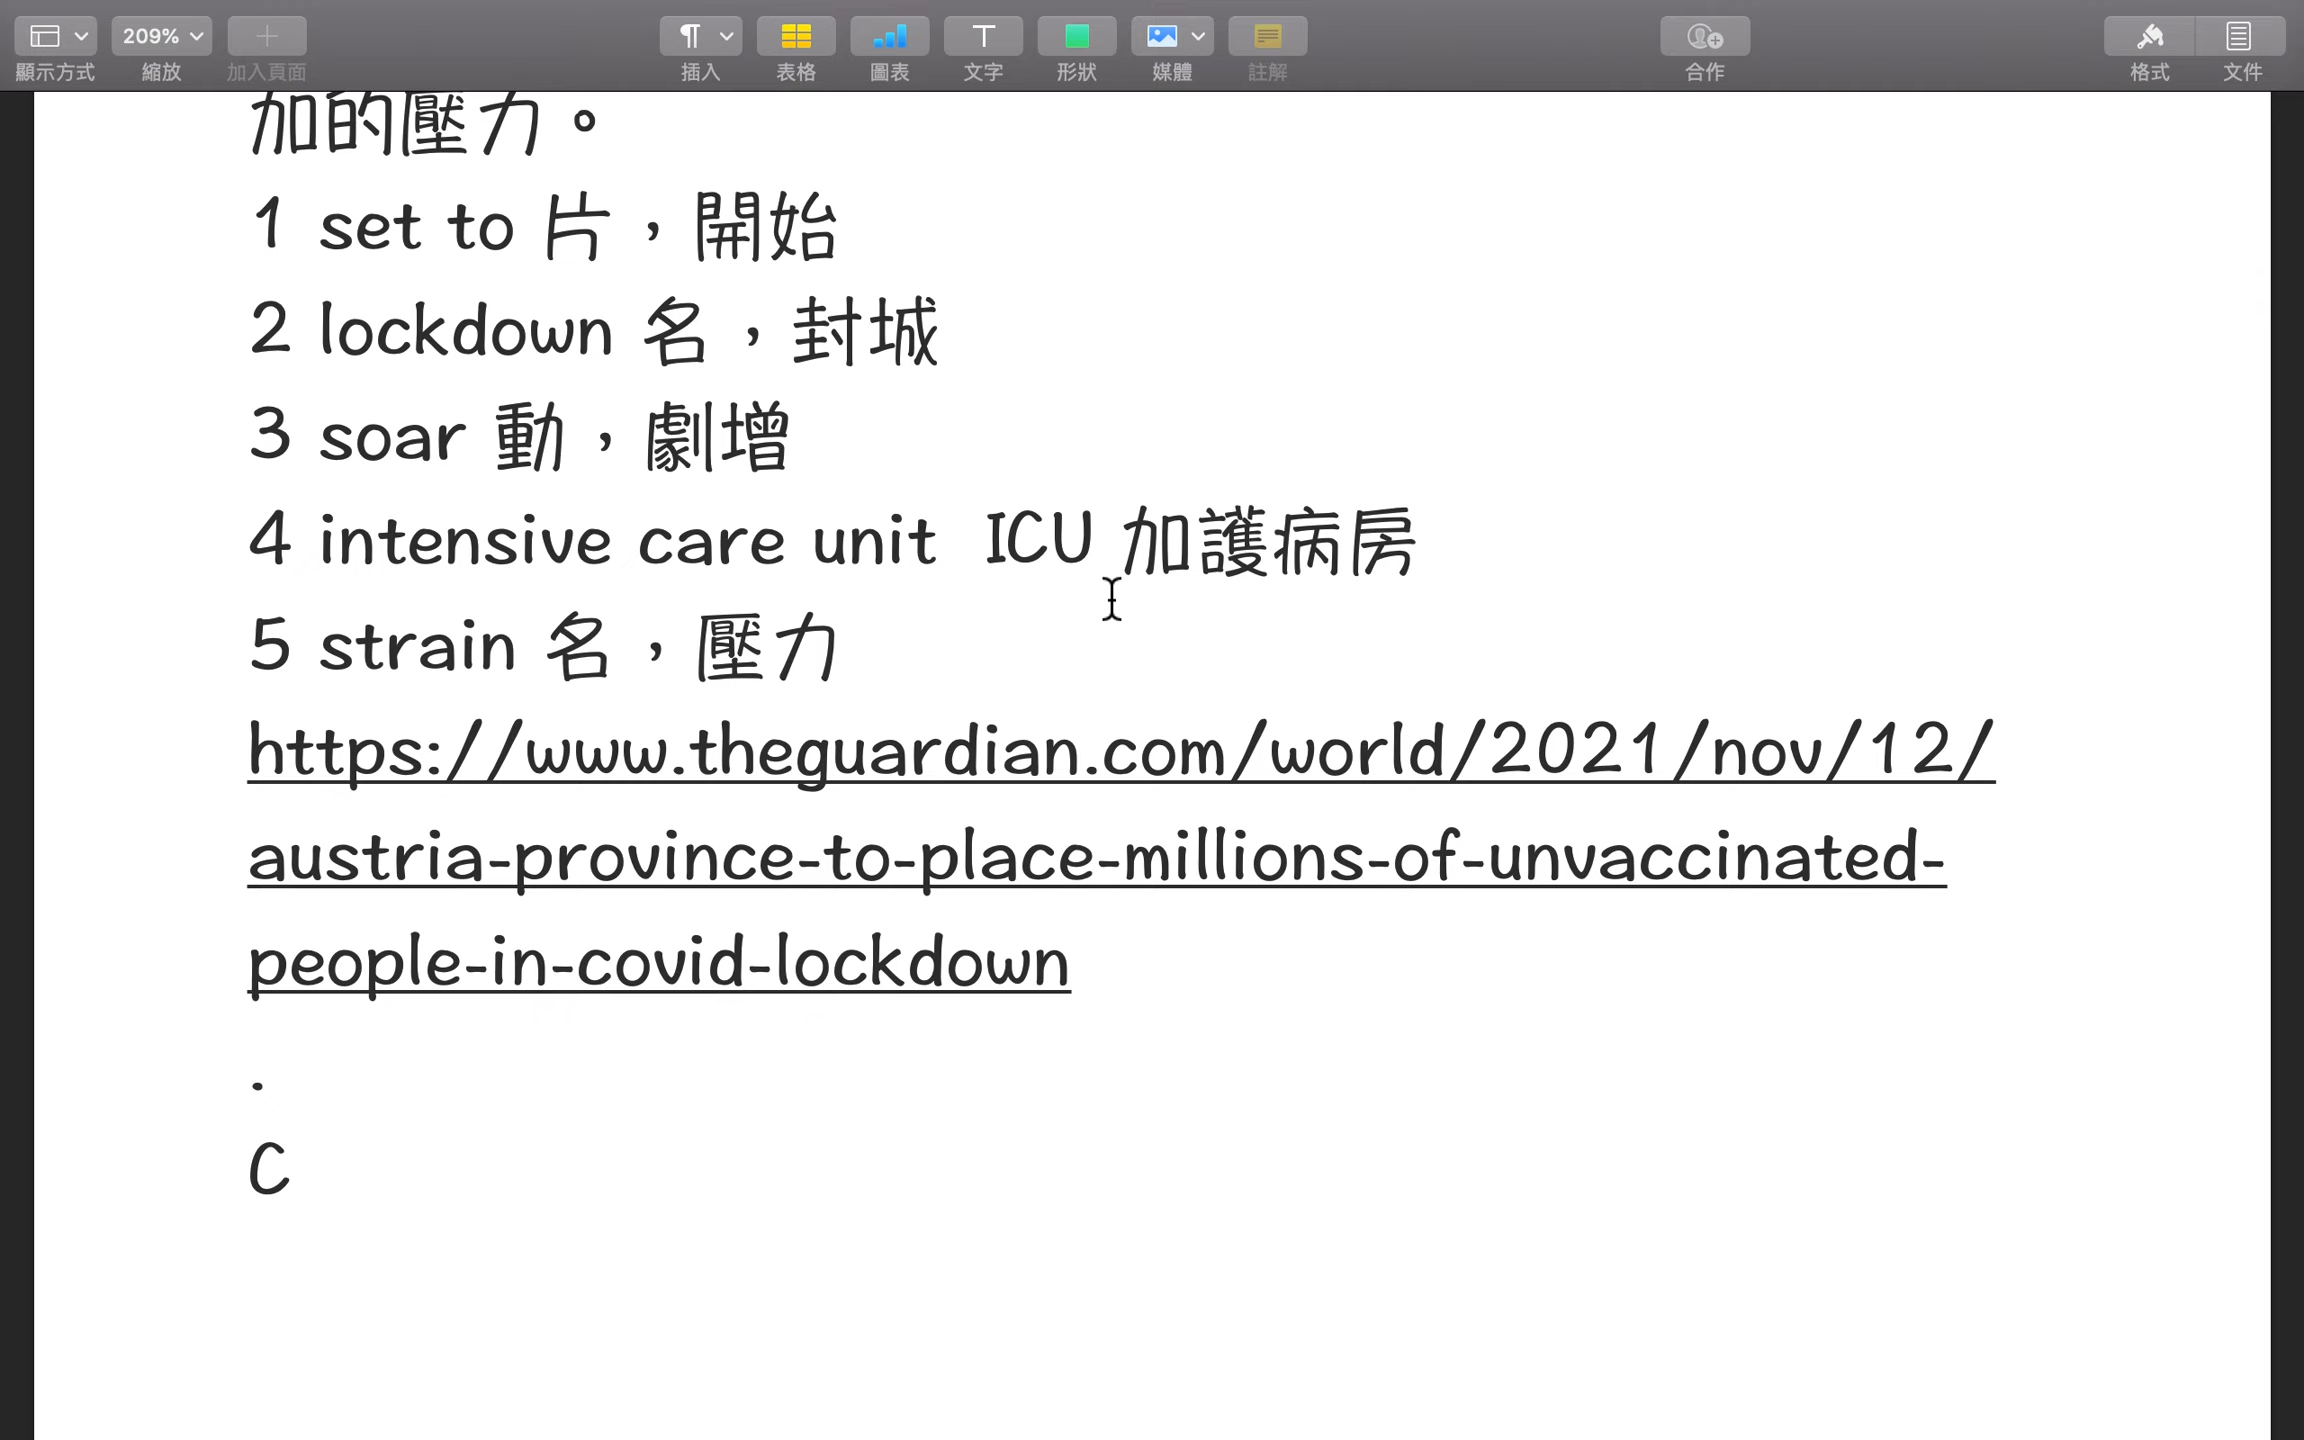 209%
顯示方式 縮放 加入頁面 插入 表格 圖表 文字 形狀 媒體 註解 合作 格式 文件
加的壓力。
1 set to 片，開始
2 lockdown 名，封城
3 soar 動，劇增
4 intensive care unit  ICU 加護病房
5 strain 名，壓力
https://www.theguardian.com/world/2021/nov/12/
austria-province-to-place-millions-of-unvaccinated-
people-in-covid-lockdown
.
C